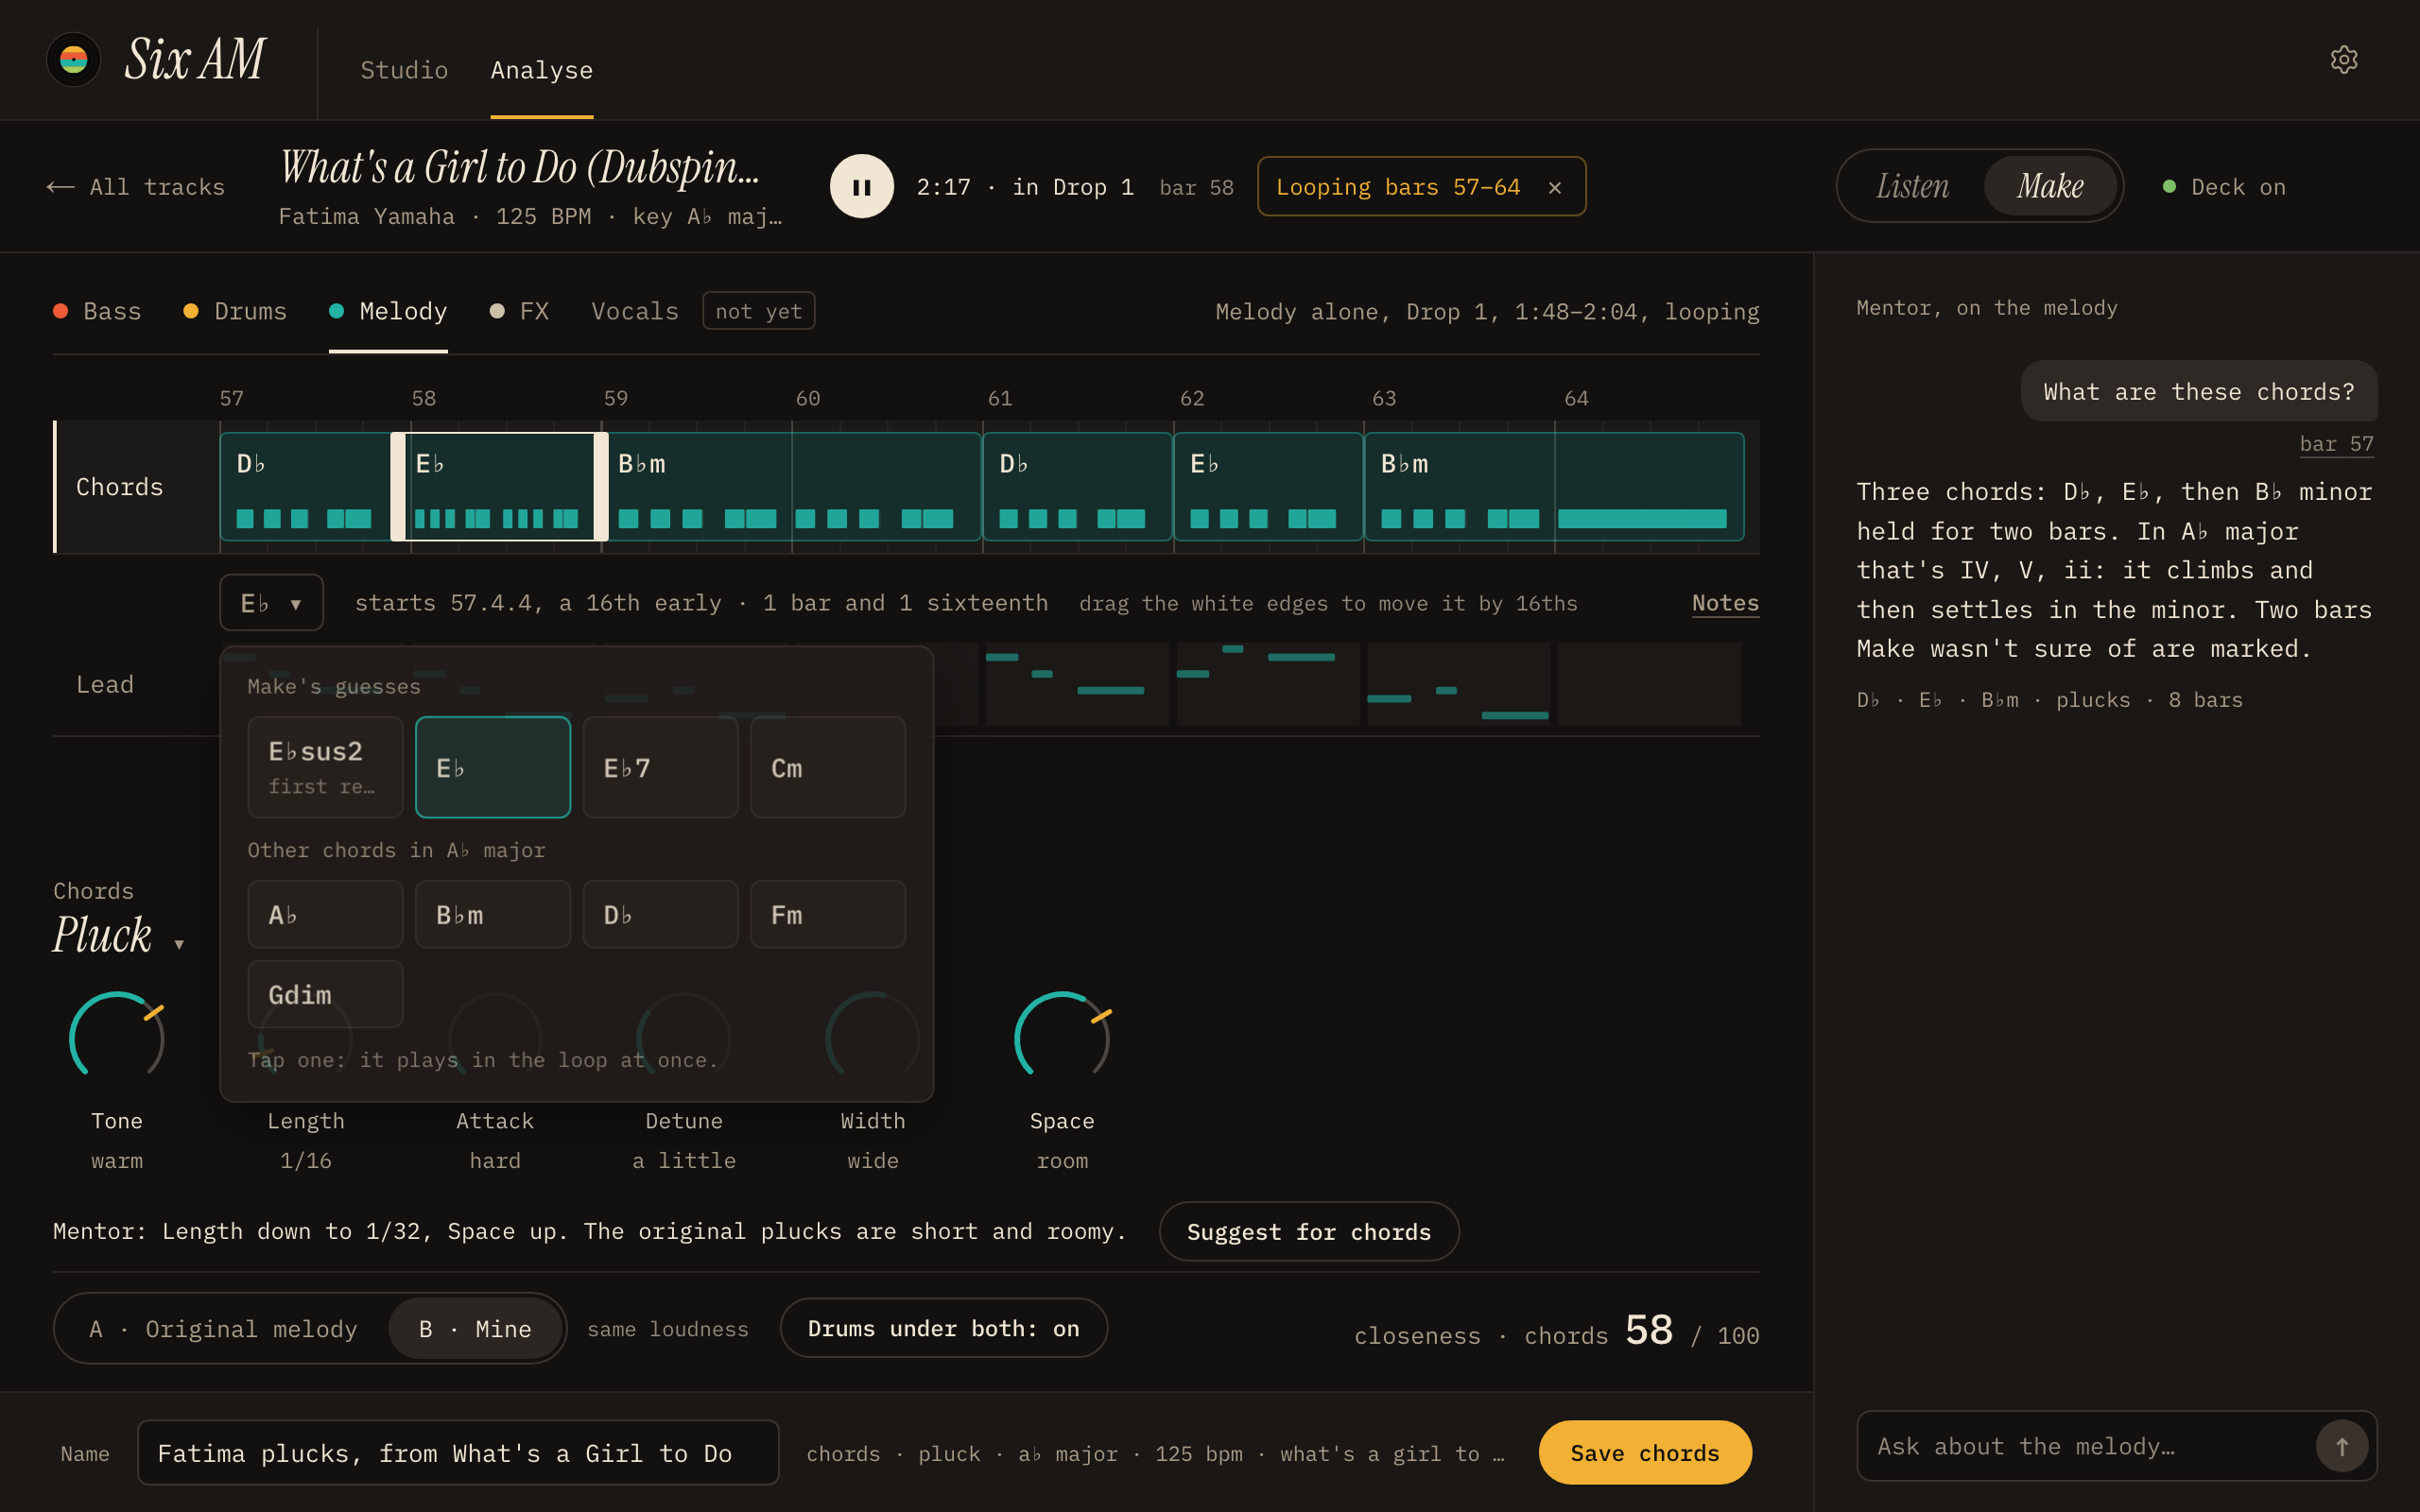 Six AM
Studio
Analyse
← All tracks
What's a Girl to Do (Dubspin…
Fatima Yamaha · 125 BPM · key A♭ maj…
2:17 · in Drop 1 bar 58
Looping bars 57–64 ×
Listen
Make
Deck on
Bass
Drums
Melody
FX
Vocals
not yet
Melody alone, Drop 1, 1:48–2:04, looping
57 58 59 60 61 62 63 64
Chords
D♭ E♭ B♭m D♭ E♭ B♭m
E♭ ▾
starts 57.4.4, a 16th early · 1 bar and 1 sixteenth
drag the white edges to move it by 16ths
Notes
Lead
Make's guesses
E♭sus2
first re…
E♭
E♭7
Cm
Other chords in A♭ major
A♭
B♭m
D♭
Fm
Gdim
Tap one: it plays in the loop at once.
Chords
Pluck ▾
Tone Length Attack Detune Width Space
warm 1/16 hard a little wide room
Mentor: Length down to 1/32, Space up. The original plucks are short and roomy.
Suggest for chords
A · Original melody
B · Mine
same loudness
Drums under both: on
closeness · chords 58 / 100
Name
Fatima plucks, from What's a Girl to Do
chords · pluck · a♭ major · 125 bpm · what's a girl to …
Save chords
Mentor, on the melody
What are these chords?
bar 57
Three chords: D♭, E♭, then B♭ minor
held for two bars. In A♭ major
that's IV, V, ii: it climbs and
then settles in the minor. Two bars
Make wasn't sure of are marked.
D♭ · E♭ · B♭m · plucks · 8 bars
Ask about the melody…
↑